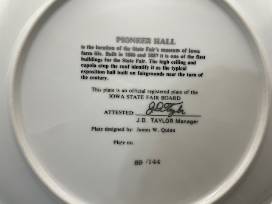 PIONEER HALL
is the location of the State Fair's museum of Iowa
farm life. Built in 1886 and 1887 it is one of the first
buildings for the State Fair. The high ceiling and
cupola atop the roof identify it as the typical
exposition hall built on fairgrounds near the turn of
the century.
This plate is an official registered plate of the
IOWA STATE FAIR BOARD
ATTESTED J.D. Taylor
J.D. TAYLOR Manager
Plate designed by: James W. Quinn
Plate no.
/144